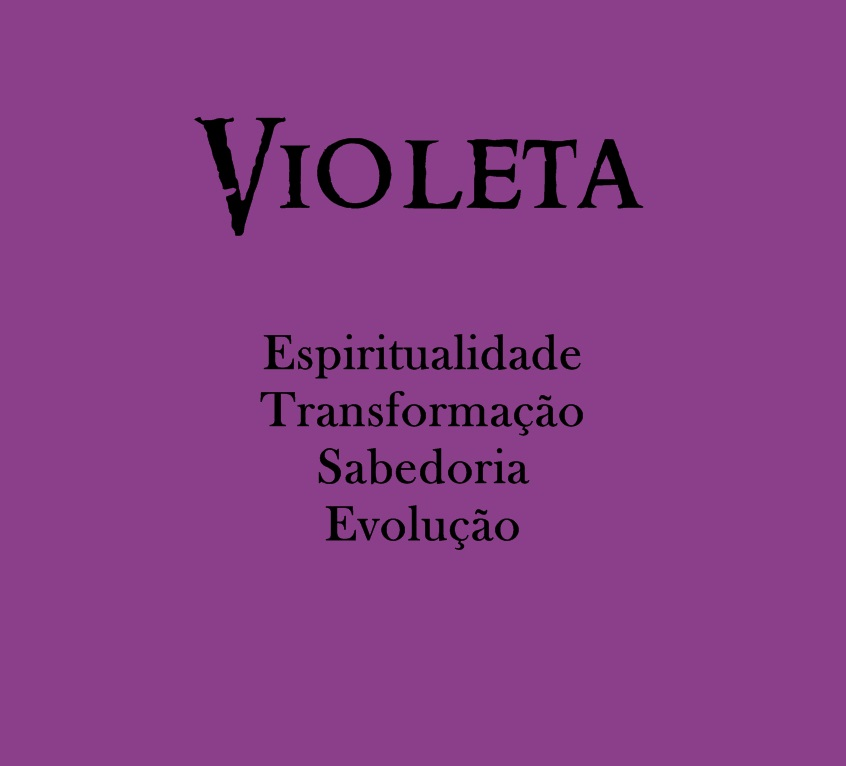 Violeta
Espiritualidade
Transformação
Sabedoria
Evolução